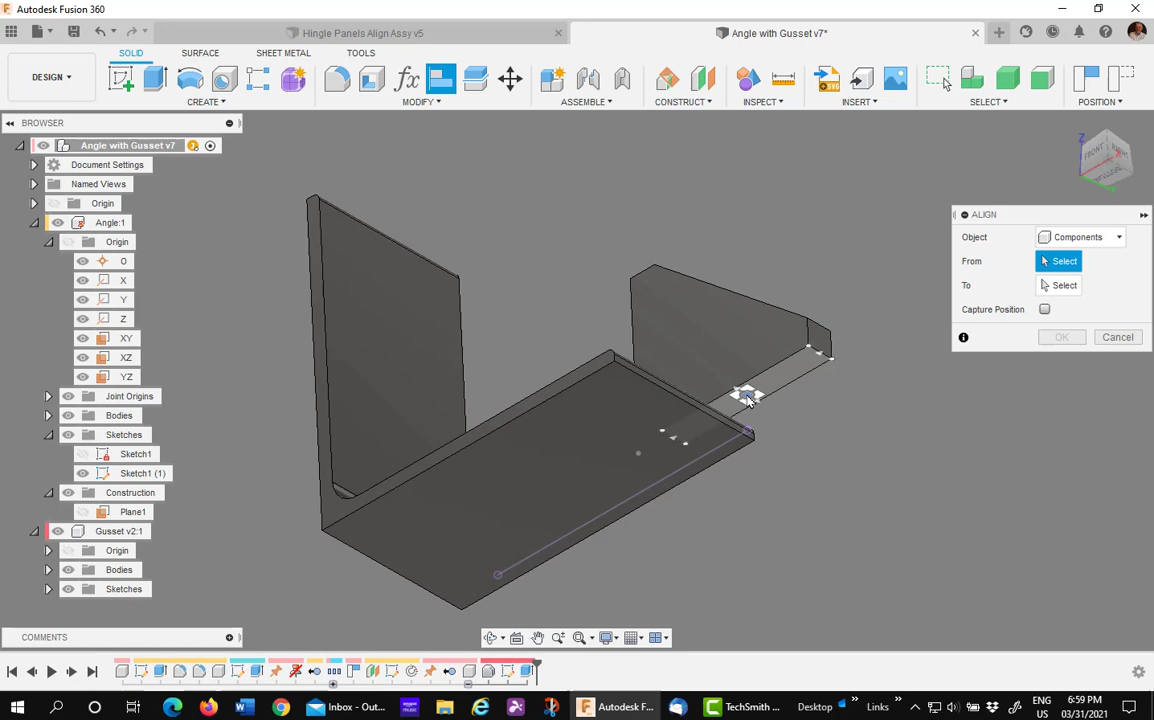 Autodesk Fusion 360
Hingle Panels Align Assy v5
Angle with Gusset v7*
SOLID
SURFACE
SHEET METAL
TOOLS
DESIGN
CREATE
MODIFY
ASSEMBLE
CONSTRUCT
INSPECT
INSERT
SELECT
POSITION
BROWSER
Angle with Gusset v7
Document Settings
Named Views
Origin
Angle:1
Origin
O
X
Y
Z
XY
XZ
YZ
Joint Origins
Bodies
Sketches
Sketch1
Sketch1 (1)
Construction
Plane1
Gusset v2:1
Origin
Bodies
Sketches
Z
FRONT
RIGHT
ALIGN
Object
Components
From
Select
To
Select
Capture Position
OK
Cancel
COMMENTS
Inbox - Out...
Autodesk F...
TechSmith ...
Desktop
Links
ENG
US
6:59 PM
03/31/2021